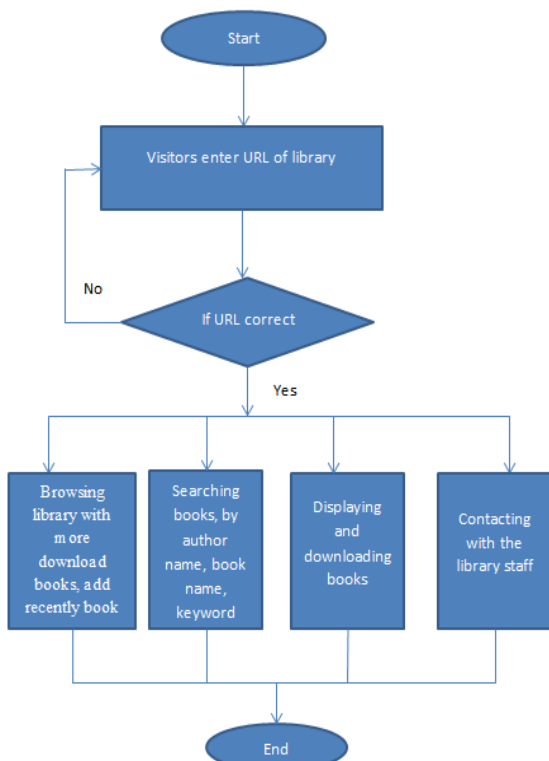 Start
Visitors enter URL of library
No
If URL correct
Yes
Browsing
library with
more
download
books, add
recently book
Searching
books, by
author
name, book
name,
keyword
Displaying
and
downloading
books
Contacting
with the
library staff
End